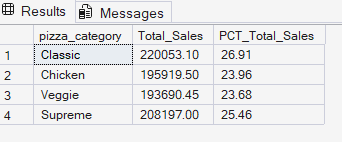 Results Messages
pizza_category Total_Sales PCT_Total_Sales
1 Classic 220053.10 26.91
2 Chicken 195919.50 23.96
3 Veggie 193690.45 23.68
4 Supreme 208197.00 25.46